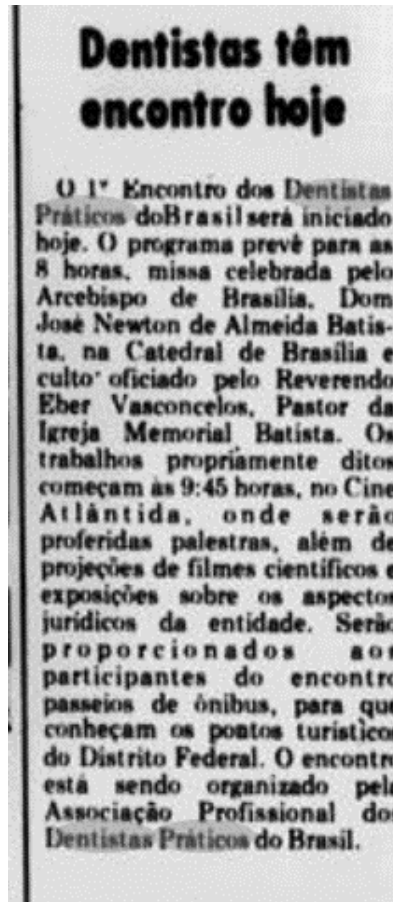 Dentistas têm
encontro hoje
O 1º Encontro dos Dentistas
Práticos do Brasil será iniciado
hoje. O programa prevê para as
8 horas, missa celebrada pelo
Arcebispo de Brasília, Dom
José Newton de Almeida Batis-
ta, na Catedral de Brasília e
culto oficiado pelo Reverendo
Eber Vasconcelos, Pastor da
Igreja Memorial Batista. Os
trabalhos propriamente ditos
começam às 9:45 horas, no Cine
Atlântida, onde serão
proferidas palestras, além de
projeções de filmes científicos e
exposições sobre os aspectos
jurídicos da entidade. Serão
proporcionados aos
participantes do encontro
passeios de ônibus, para que
conheçam os pontos turísticos
do Distrito Federal. O encontro
está sendo organizado pela
Associação Profissional dos
Dentistas Práticos do Brasil.